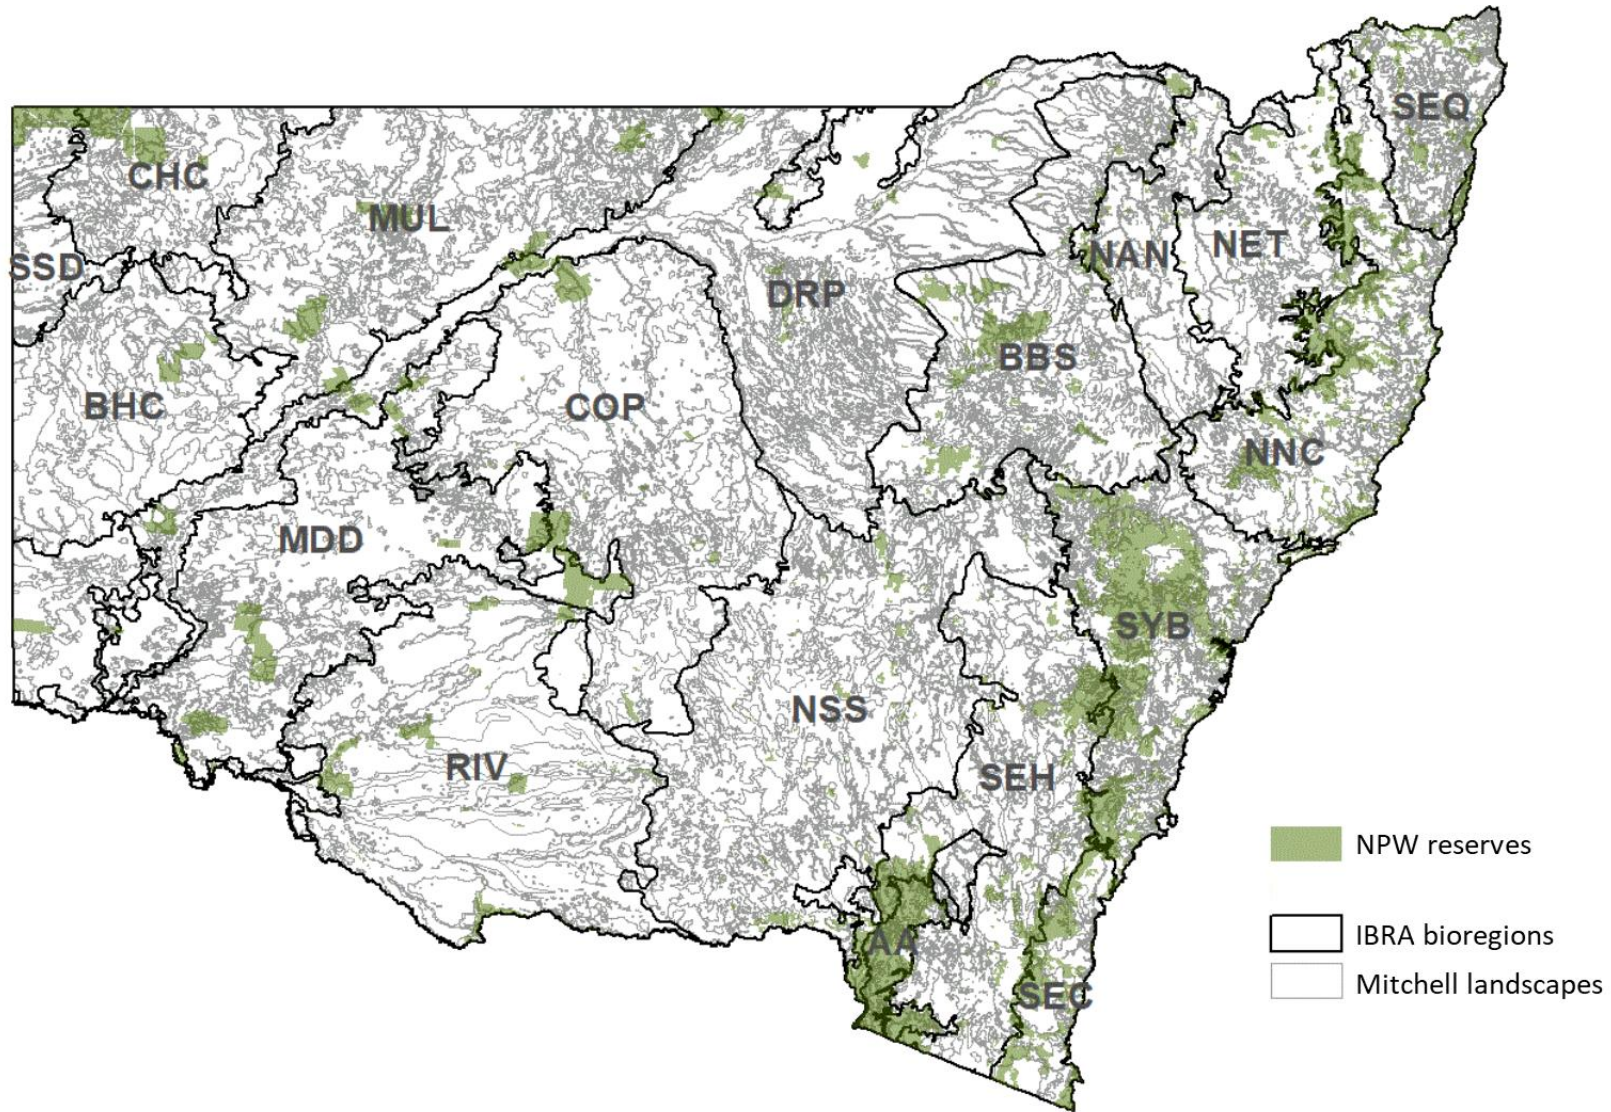 SEQ
CHC
MUL
NAN
NET
SSD
DRP
BBS
BHC
COP
NNC
MDD
SYB
NSS
RIV
SEH
NPW reserves
AA
IBRA bioregions
SEC
Mitchell landscapes